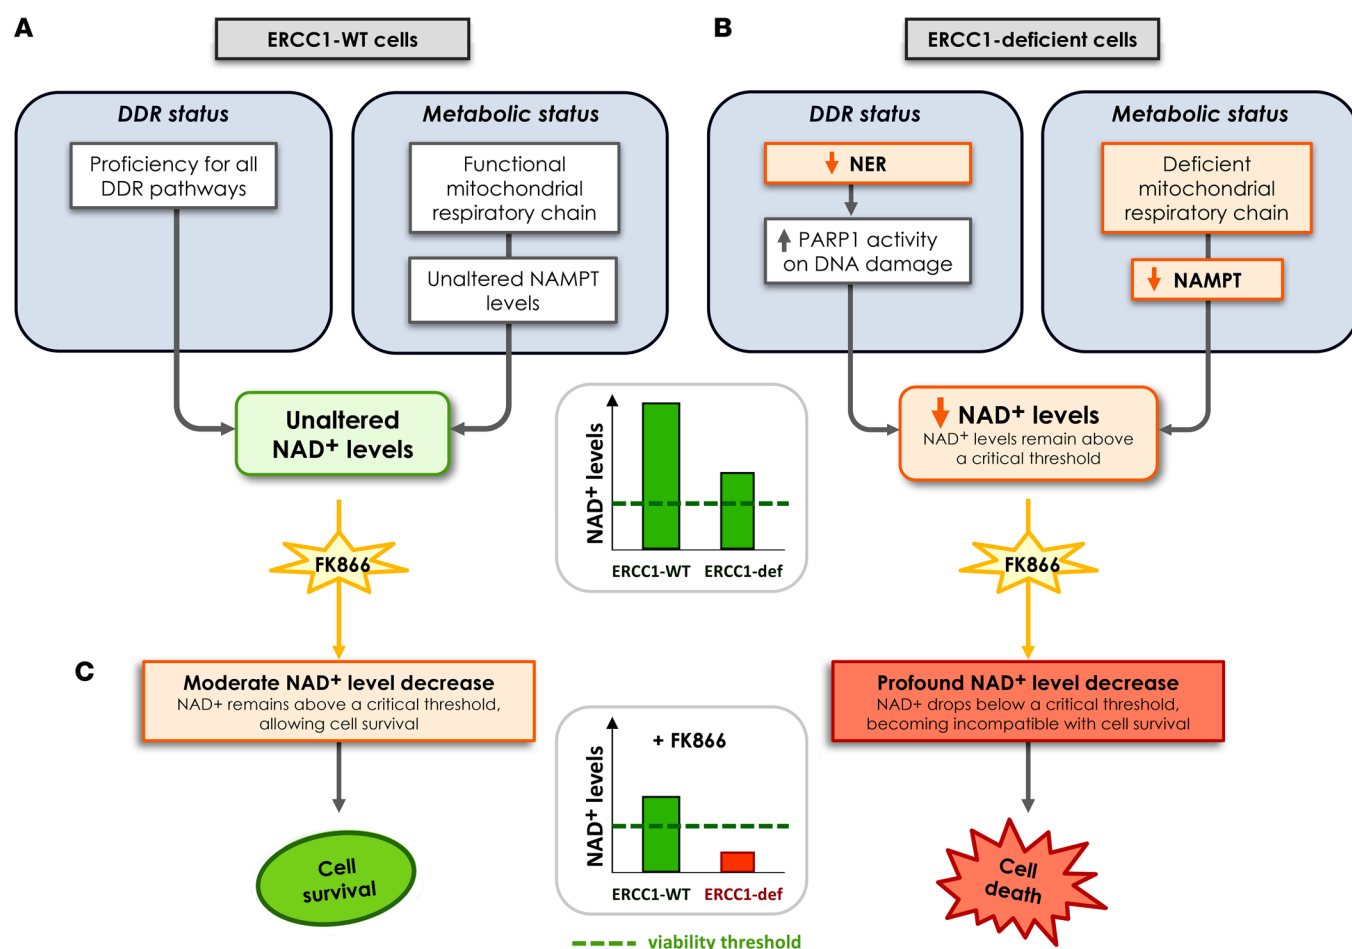 A
ERCC1-WT cells
DDR status
Proficiency for all
DDR pathways
Metabolic status
Functional
mitochondrial
respiratory chain
Unaltered NAMPT
levels
Unaltered
NAD+ levels
FK866
B
ERCC1-deficient cells
DDR status
NER
PARP1 activity
on DNA damage
Metabolic status
Deficient
mitochondrial
respiratory chain
NAMPT
NAD+ levels
NAD+ levels remain above
a critical threshold
FK866
NAD+ levels
ERCC1-WT
ERCC1-def
C
Moderate NAD+ level decrease
NAD+ remains above a critical threshold,
allowing cell survival
Cell
survival
+ FK866
NAD+ levels
ERCC1-WT
ERCC1-def
viability threshold
Profound NAD+ level decrease
NAD+ drops below a critical threshold,
becoming incompatible with cell survival
Cell
death